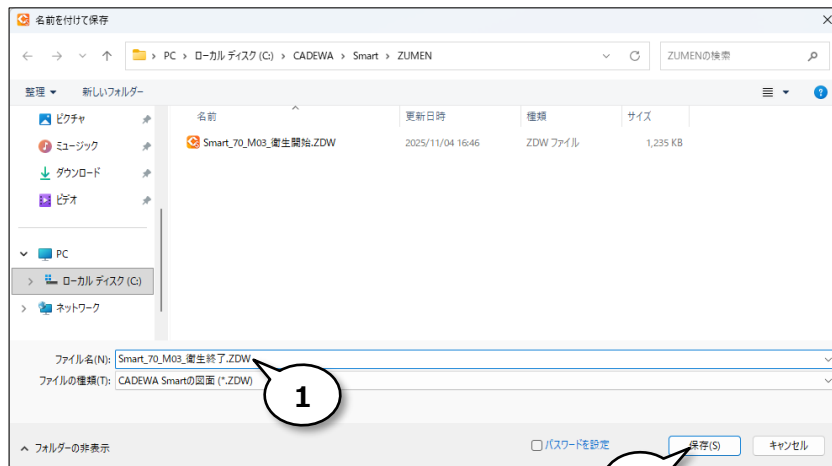 名前を付けて保存
PC › ローカル ディスク (C:) › CADEWA › Smart › ZUMEN
ZUMENの検索
整理 新しいフォルダー
名前 更新日時 種類 サイズ
Smart_70_M03_衛生開始.ZDW 2025/11/04 16:46 ZDW ファイル 1,235 KB
ピクチャ
ミュージック
ダウンロード
ビデオ
PC
ローカル ディスク (C:)
ネットワーク
ファイル名(N): Smart_70_M03_衛生終了.ZDW
ファイルの種類(T): CADEWA Smartの図面 (*.ZDW)
1
フォルダーの非表示
パスワードを設定
保存(S)
キャンセル